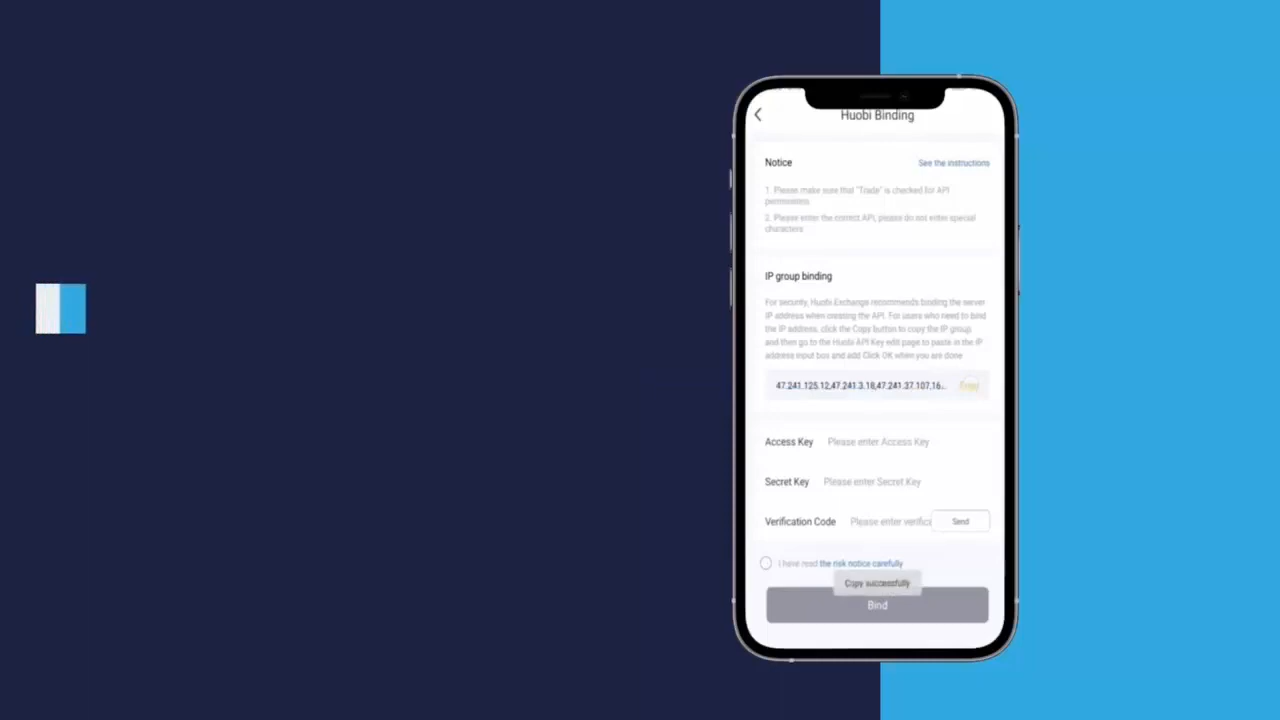 Huobi Binding
Notice
See the instructions
1. Please make sure that "Trade" is checked for API
permissions
2. Please enter the correct API, please do not enter special
characters
IP group binding
For security, Huobi Exchange recommends binding the server
IP address when creating the API. For users who need to bind
the IP address, click the Copy button to copy the IP group,
and then go to the Huobi API Key edit page to paste in the IP
address input box and add Click OK when you are done
47.241.125.12,47.241.3.18,47.241.37.107,16...
Copy
Access Key Please enter Access Key
Secret Key Please enter Secret Key
Verification Code Please enter verific
Send
I have read the risk notice carefully
Copy successfully
Bind